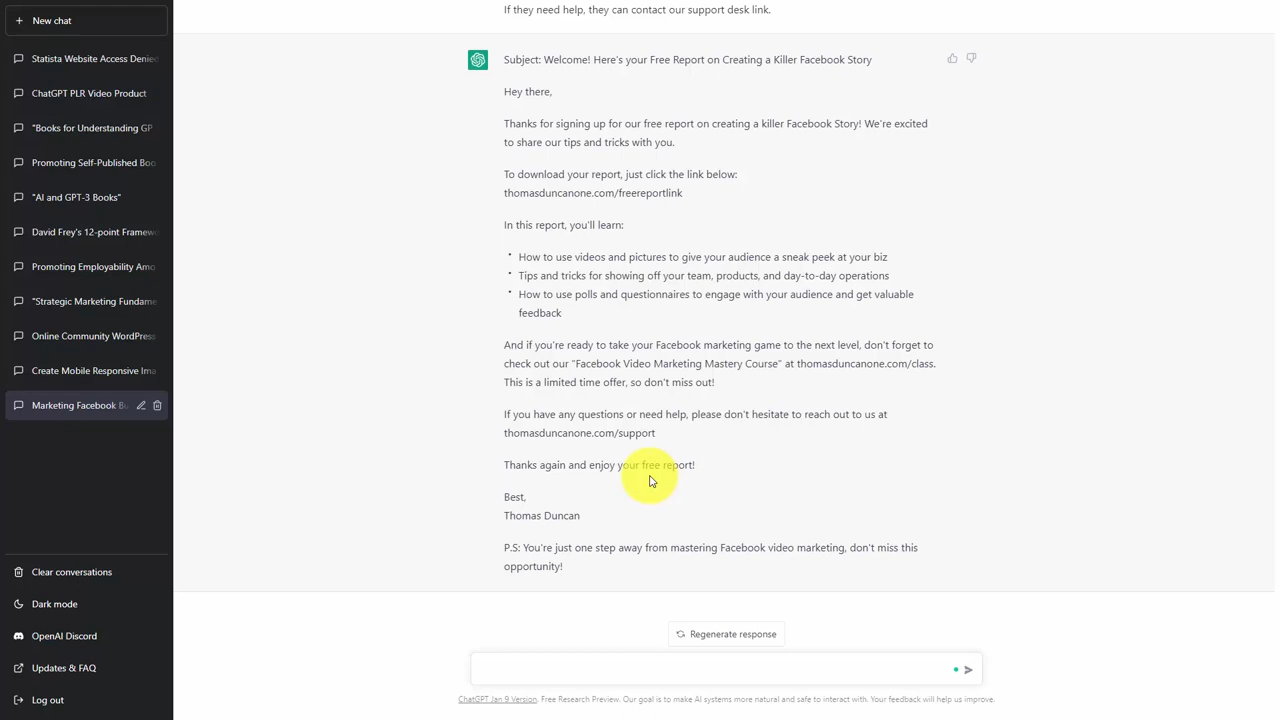 New chat
Statista Website Access Denied
ChatGPT PLR Video Product
"Books for Understanding GP
Promoting Self-Published Boo
"AI and GPT-3 Books"
David Frey's 12-point Framewo
Promoting Employability Amo
"Strategic Marketing Fundame
Online Community WordPress
Create Mobile Responsive Ima
Marketing Facebook Bu
Clear conversations
Dark mode
OpenAI Discord
Updates & FAQ
Log out
If they need help, they can contact our support desk link.
Subject: Welcome! Here's your Free Report on Creating a Killer Facebook Story
Hey there,
Thanks for signing up for our free report on creating a killer Facebook Story! We're excited
to share our tips and tricks with you.
To download your report, just click the link below:
thomasduncanone.com/freereportlink
In this report, you'll learn:
• How to use videos and pictures to give your audience a sneak peek at your biz
• Tips and tricks for showing off your team, products, and day-to-day operations
• How to use polls and questionnaires to engage with your audience and get valuable
feedback
And if you're ready to take your Facebook marketing game to the next level, don't forget to
check out our "Facebook Video Marketing Mastery Course" at thomasduncanone.com/class.
This is a limited time offer, so don't miss out!
If you have any questions or need help, please don't hesitate to reach out to us at
thomasduncanone.com/support
Thanks again and enjoy your free report!
Best,
Thomas Duncan
P.S: You're just one step away from mastering Facebook video marketing, don't miss this
opportunity!
Regenerate response
ChatGPT Jan 9 Version. Free Research Preview. Our goal is to make AI systems more natural and safe to interact with. Your feedback will help us improve.